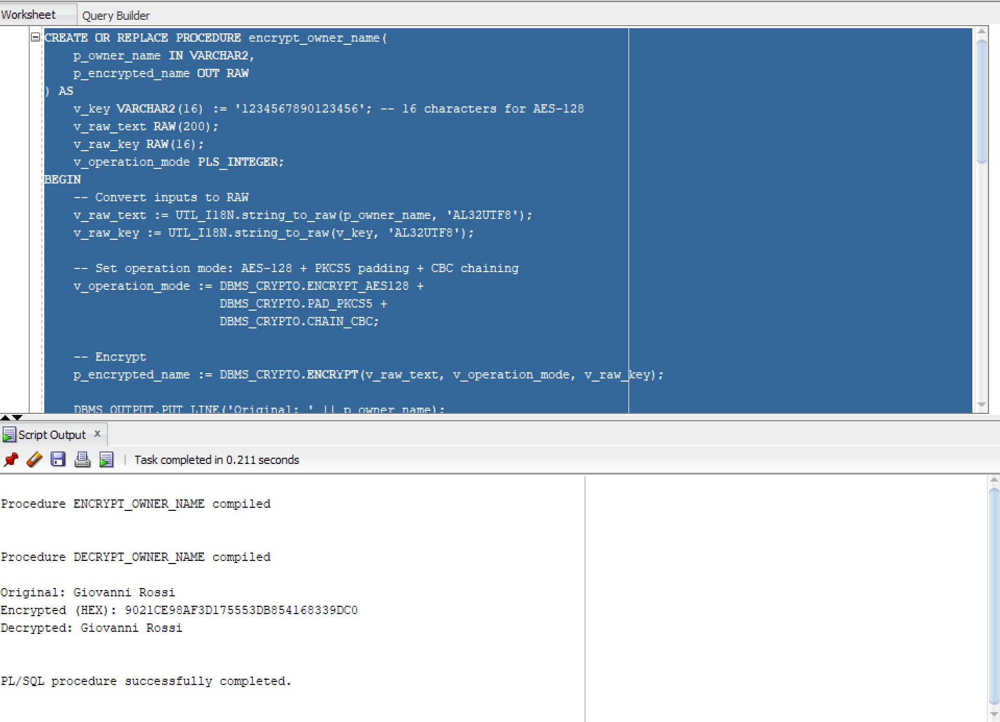 Worksheet
Query Builder
CREATE OR REPLACE PROCEDURE encrypt_owner_name(
    p_owner_name IN VARCHAR2,
    p_encrypted_name OUT RAW
) AS
    v_key VARCHAR2(16) := '1234567890123456'; -- 16 characters for AES-128
    v_raw_text RAW(200);
    v_raw_key RAW(16);
    v_operation_mode PLS_INTEGER;
BEGIN
    -- Convert inputs to RAW
    v_raw_text := UTL_I18N.string_to_raw(p_owner_name, 'AL32UTF8');
    v_raw_key := UTL_I18N.string_to_raw(v_key, 'AL32UTF8');
    -- Set operation mode: AES-128 + PKCS5 padding + CBC chaining
    v_operation_mode := DBMS_CRYPTO.ENCRYPT_AES128 +
                        DBMS_CRYPTO.PAD_PKCS5 +
                        DBMS_CRYPTO.CHAIN_CBC;
    -- Encrypt
    p_encrypted_name := DBMS_CRYPTO.ENCRYPT(v_raw_text, v_operation_mode, v_raw_key);
    DBMS_OUTPUT.PUT_LINE('Original: ' || p_owner_name);
Script Output x
Task completed in 0.211 seconds
Procedure ENCRYPT_OWNER_NAME compiled
Procedure DECRYPT_OWNER_NAME compiled
Original: Giovanni Rossi
Encrypted (HEX): 9021CE98AF3D175553DB854168339DC0
Decrypted: Giovanni Rossi
PL/SQL procedure successfully completed.